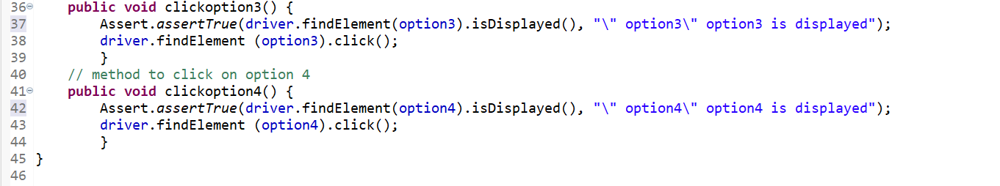 36 public void clickoption3() {
37 Assert.assertTrue(driver.findElement(option3).isDisplayed(), "\" option3\" option3 is displayed");
38 driver.findElement (option3).click();
39 }
40 // method to click on option 4
41 public void clickoption4() {
42 Assert.assertTrue(driver.findElement(option4).isDisplayed(), "\" option4\" option4 is displayed");
43 driver.findElement (option4).click();
44 }
45 }
46